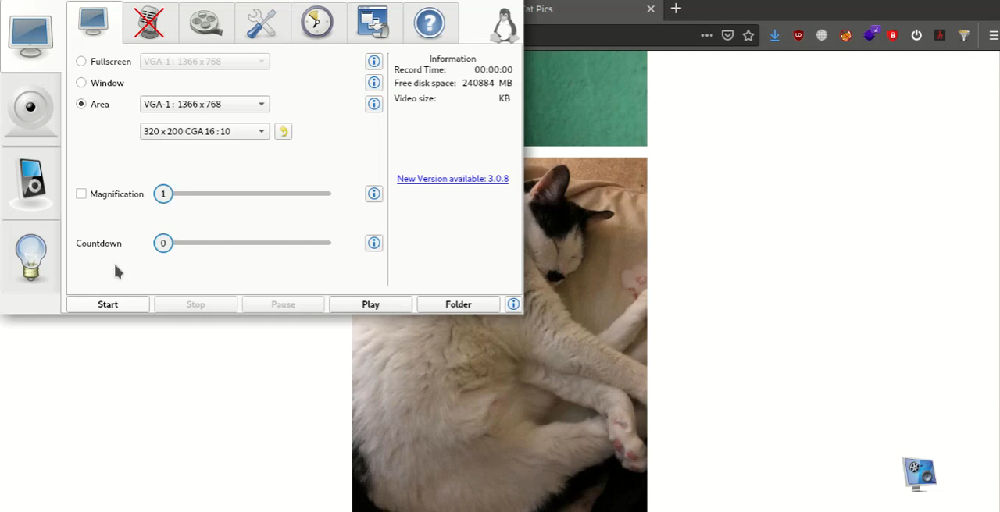 at Pics
Fullscreen
VGA-1 : 1366 x 768
Window
Area
VGA-1 : 1366 x 768
320 x 200 CGA 16 : 10
Magnification
1
Countdown
0
Information
Record Time: 00:00:00
Free disk space: 240884 MB
Video size: KB
New Version available: 3.0.8
Start
Stop
Pause
Play
Folder
2